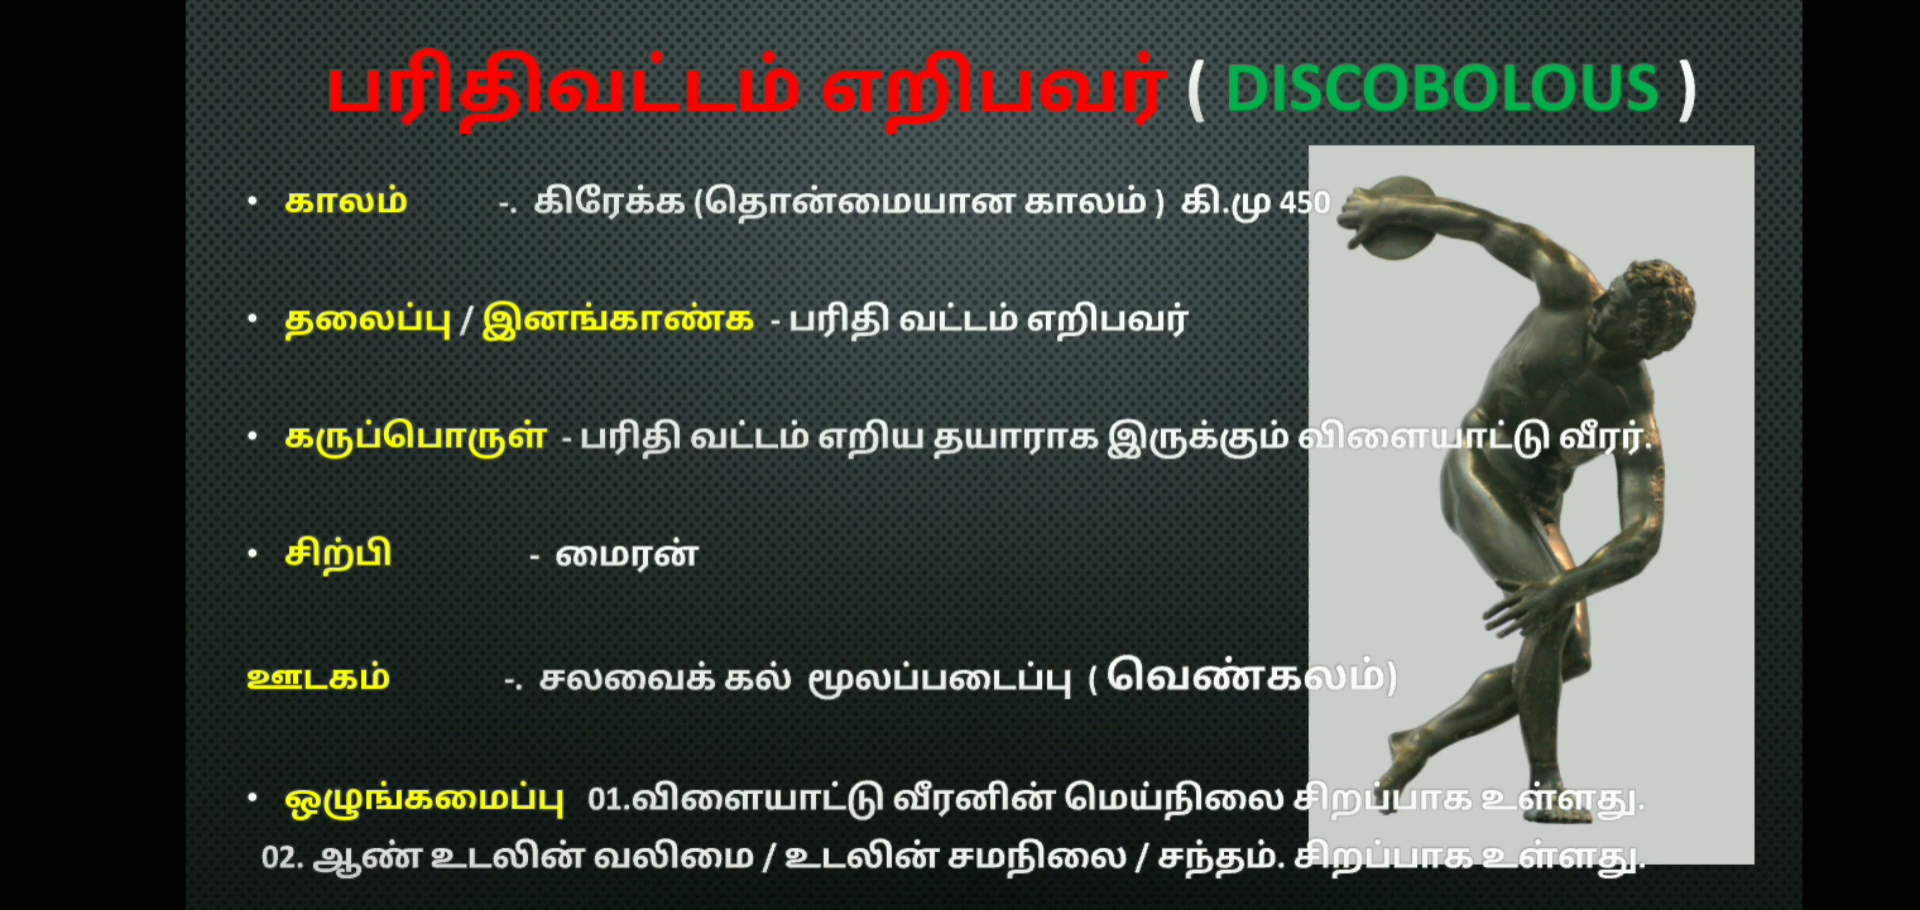 பரிதிவட்டம் எறிபவர் ( DISCOBOLOUS )
• காலம் -. கிரேக்க (தொன்மையான காலம் ) கி.மு 450
• தலைப்பு / இனங்காண்க - பரிதி வட்டம் எறிபவர்
• கருப்பொருள் - பரிதி வட்டம் எறிய தயாராக இருக்கும் விளையாட்டு வீரர்.
• சிற்பி - மைரன்
ஊடகம் -. சலவைக் கல் மூலப்படைப்பு ( வெண்கலம்)
• ஒழுங்கமைப்பு 01.விளையாட்டு வீரனின் மெய்நிலை சிறப்பாக உள்ளது.
02. ஆண் உடலின் வலிமை / உடலின் சமநிலை / சந்தம். சிறப்பாக உள்ளது.